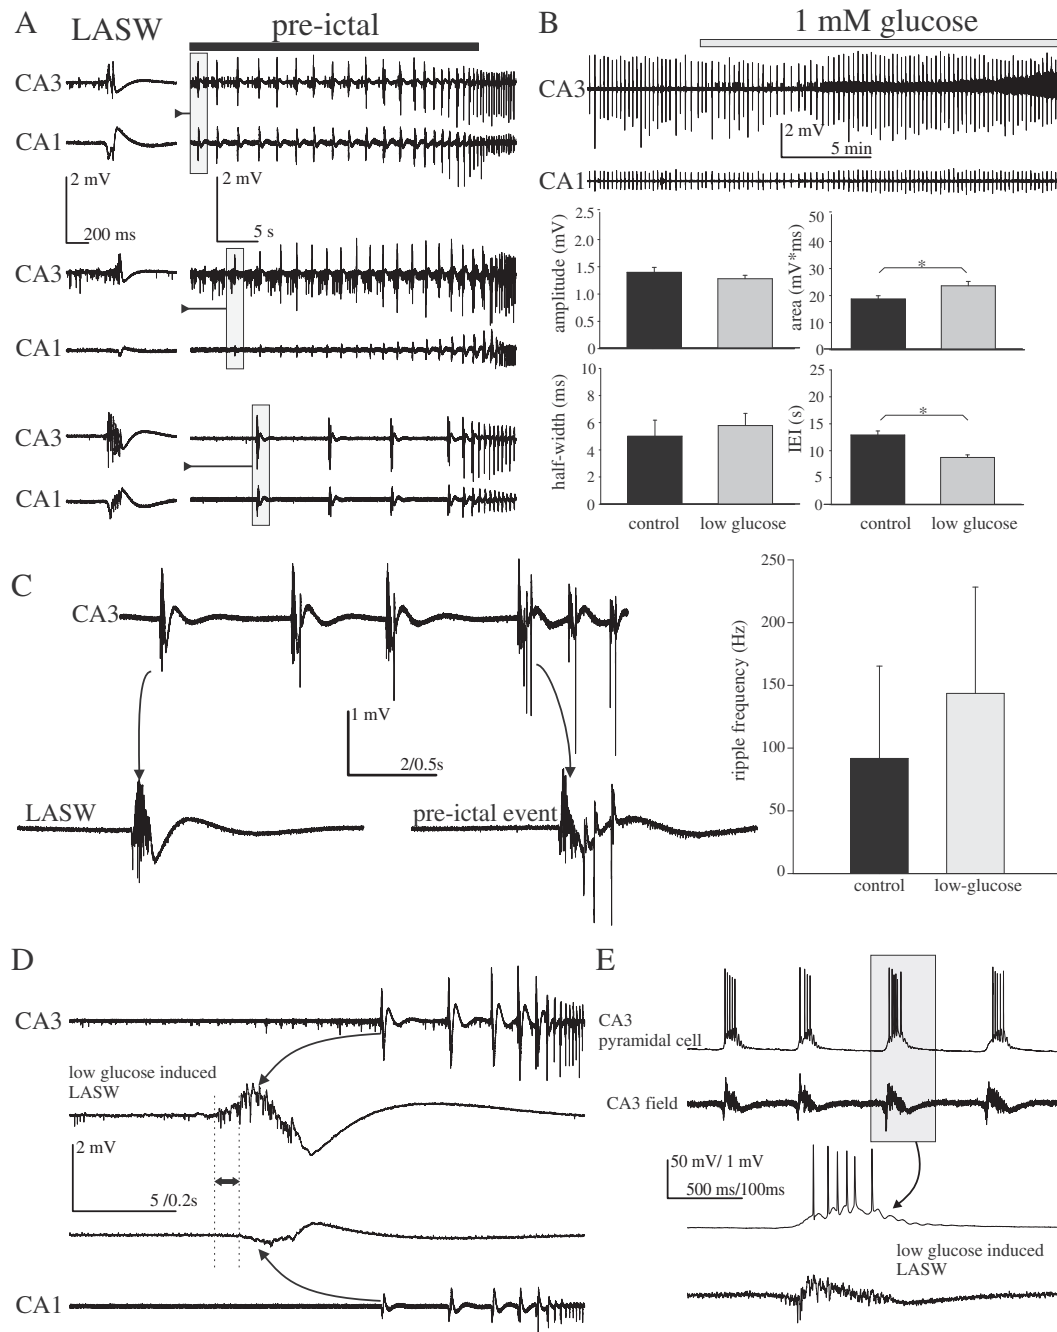 A
LASW
pre-ictal
CA3
CA1
2 mV
200 ms
2 mV
5 s
CA3
CA1
CA3
CA1
B
1 mM glucose
CA3
2 mV
5 min
CA1
amplitude (mV)
2.5
2.0
1.5
1.0
0.5
0
area (mV*ms)
50
40
30
20
10
0
*
half-width (ms)
10
8
6
4
2
0
control
low glucose
IEI (s)
25
20
15
10
5
0
*
control
low glucose
C
CA3
1 mV
2/0.5s
LASW
pre-ictal event
ripple frequency (Hz)
250
200
150
100
50
0
control
low-glucose
D
CA3
low glucose induced
LASW
2 mV
5 /0.2s
CA1
E
CA3
pyramidal cell
CA3 field
50 mV/ 1 mV
500 ms/100ms
low glucose induced
LASW